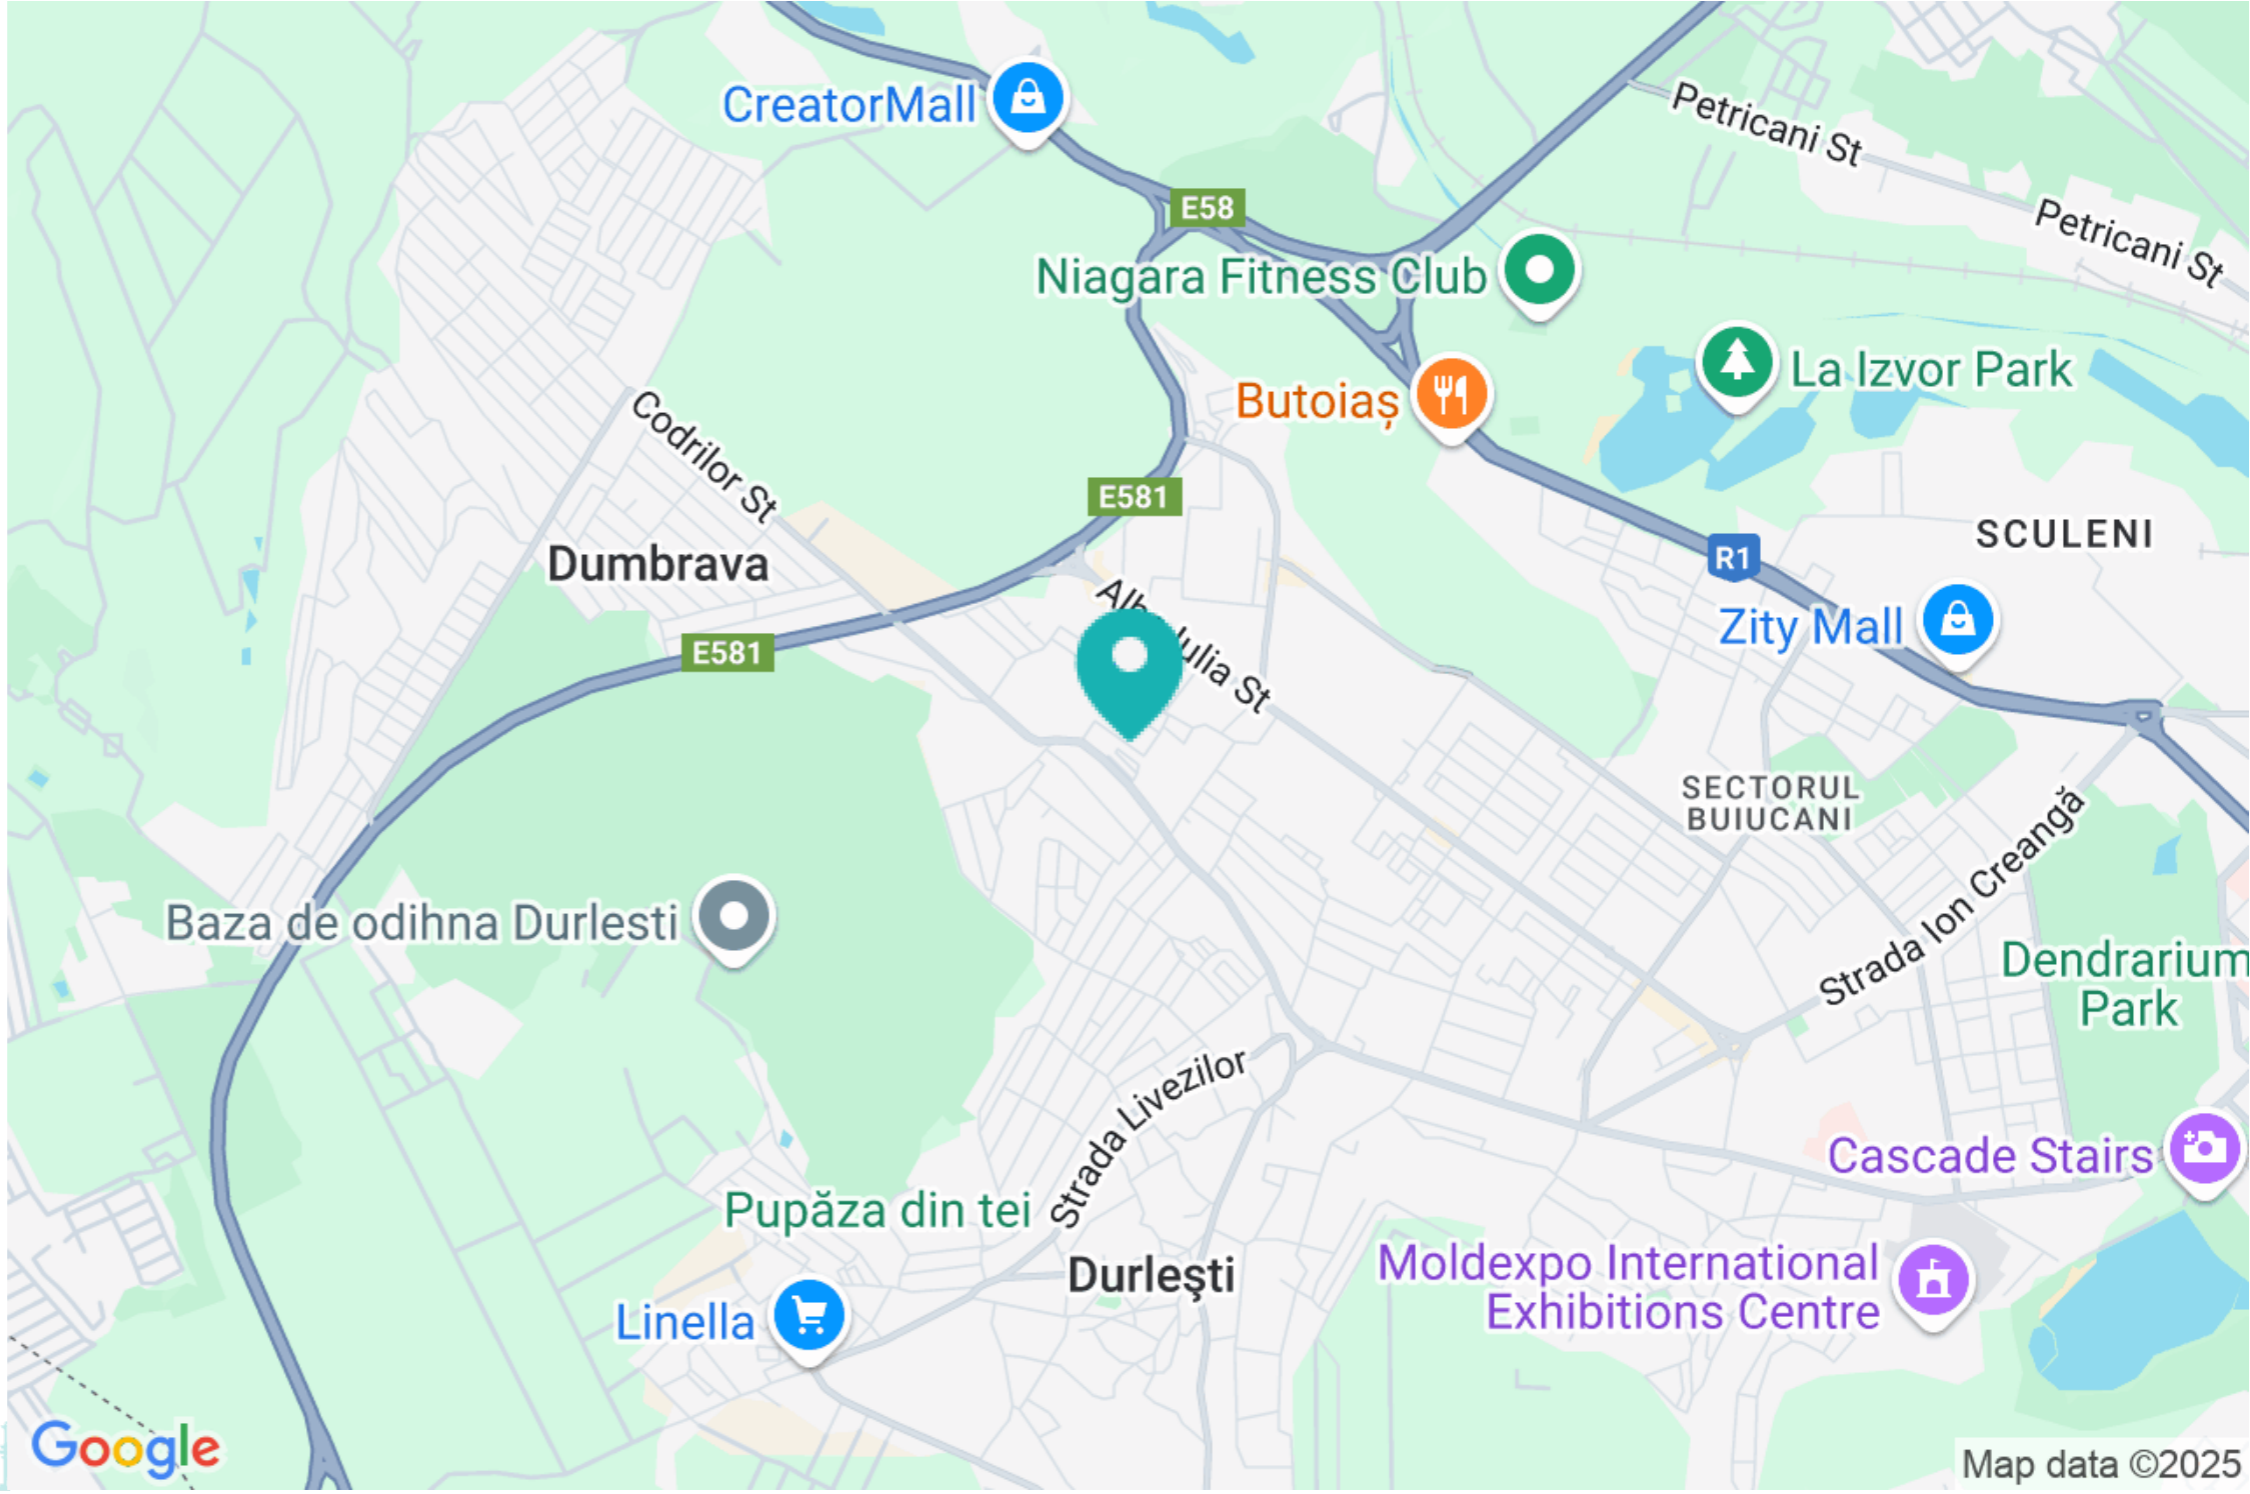 CreatorMall
Petricani St
E58
Petricani St
Niagara Fitness Club
La Izvor Park
Butoiaș
Codrilor St
E581
SCULENI
R1
Dumbrava
Alba Iulia St
Zity Mall
E581
SECTORUL
BUIUCANI
Strada Ion Creangă
Baza de odihna Durlesti
Dendrarium
Park
Strada Livezilor
Cascade Stairs
Pupăza din tei
Durleşti
Moldexpo International
Exhibitions Centre
Linella
Google
Map data ©2025